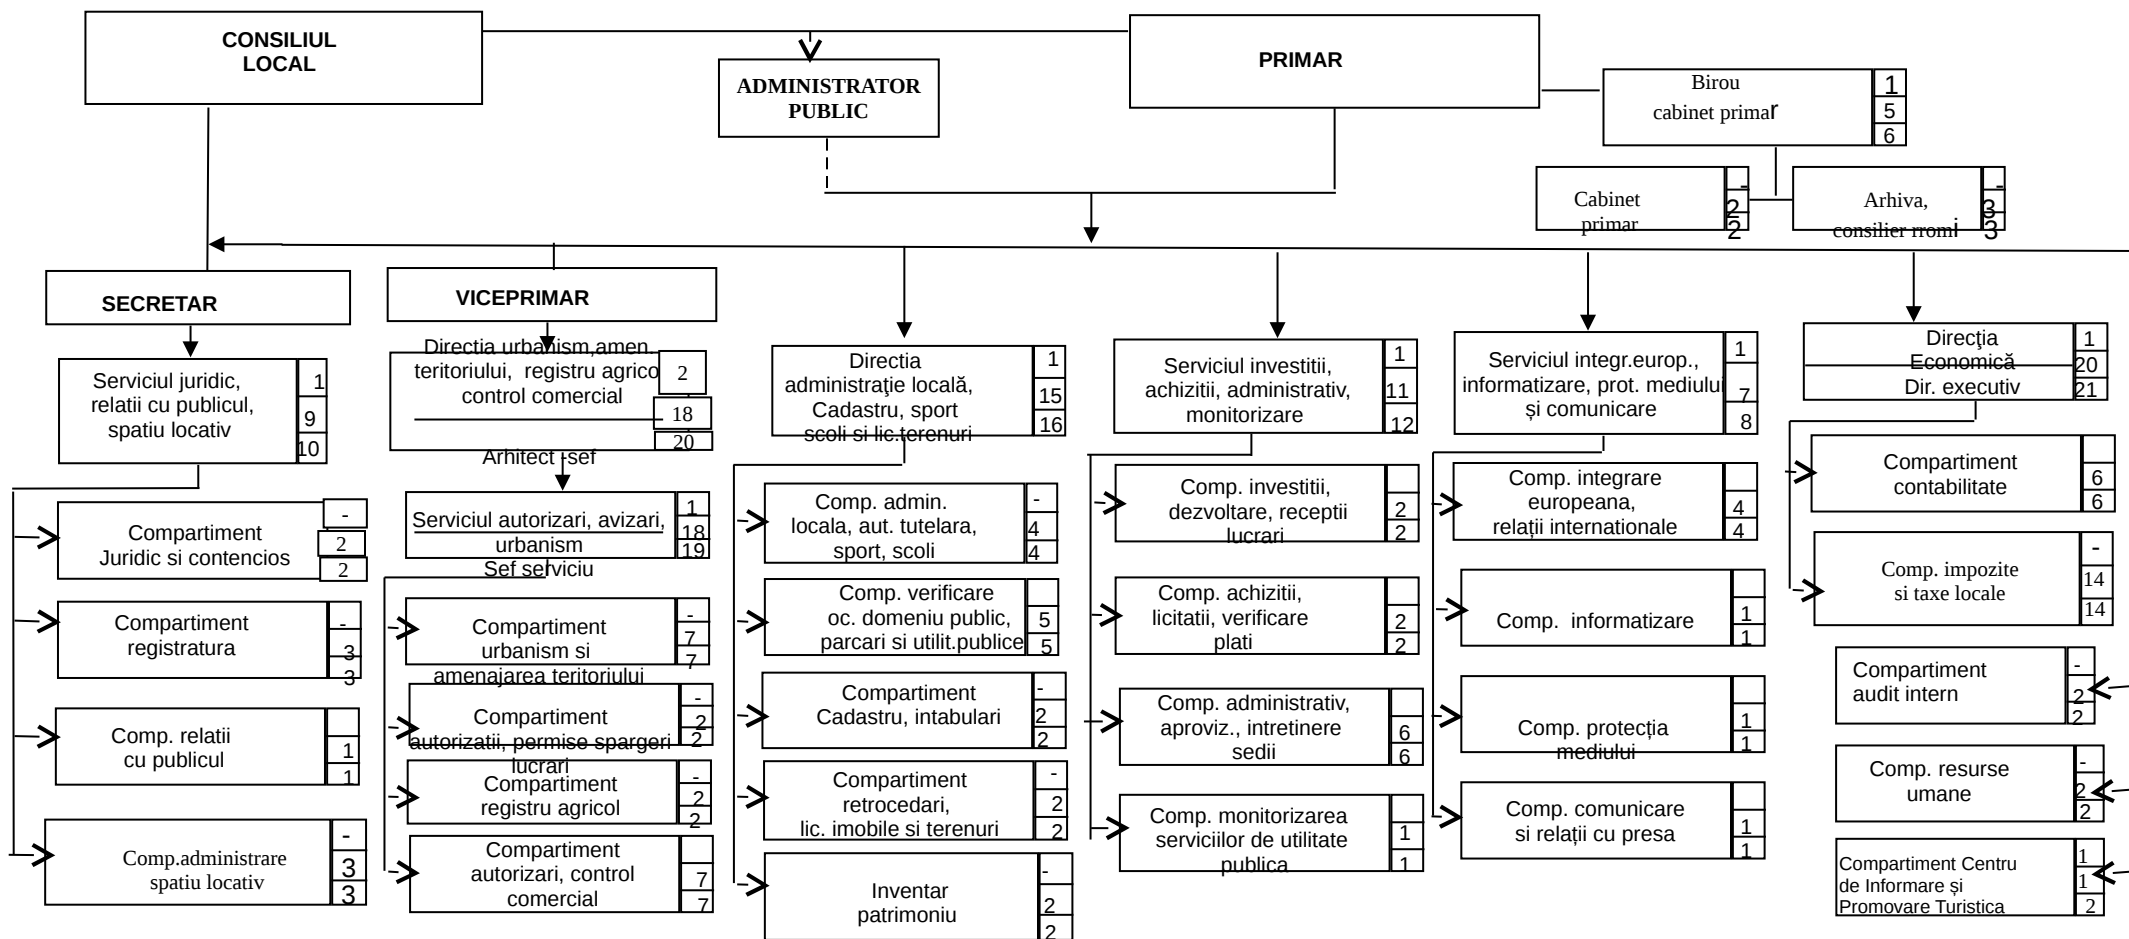 CONSILIUL
LOCAL
ADMINISTRATOR
PUBLIC
PRIMAR
Birou
cabinet primar
1
5
6
Cabinet
primar
-
2
2
Arhiva,
consilier rromi
-
3
3
SECRETAR
VICEPRIMAR
Serviciul juridic,
relatii cu publicul,
spatiu locativ
1
9
10
Compartiment
Juridic si contencios
-
2
2
Compartiment
registratura
-
3
3
Comp. relatii
cu publicul
1
1
Comp.administrare
spatiu locativ
-
3
3
Directia urbanism,amen.
teritoriului, registru agrico
control comercial
Arhitect -sef
2
18
20
Serviciul autorizari, avizari,
urbanism
Sef serviciu
1
18
19
Compartiment
urbanism si
amenajarea teritoriului
-
7
7
Compartiment
autorizatii, permise spargeri
lucrari
-
2
2
Compartiment
registru agricol
-
2
2
Compartiment
autorizari, control
comercial
7
7
Directia
administraţie locală,
Cadastru, sport
scoli si lic.terenuri
1
15
16
Comp. admin.
locala, aut. tutelara,
sport, scoli
-
4
4
Comp. verificare
oc. domeniu public,
parcari si utilit.publice
5
5
Compartiment
Cadastru, intabulari
-
2
2
Compartiment
retrocedari,
lic. imobile si terenuri
-
2
2
Inventar
patrimoniu
-
2
2
Serviciul investitii,
achizitii, administrativ,
monitorizare
1
11
12
Comp. investitii,
dezvoltare, receptii
lucrari
2
2
Comp. achizitii,
licitatii, verificare
plati
2
2
Comp. administrativ,
aproviz., intretinere
sedii
6
6
Comp. monitorizarea
serviciilor de utilitate
publica
1
1
Serviciul integr.europ.,
informatizare, prot. mediului
și comunicare
1
7
8
Comp. integrare
europeana,
relații internationale
4
4
Comp. informatizare
1
1
Comp. protecția
mediului
1
1
Comp. comunicare
si relații cu presa
1
1
Direcţia
Economică
Dir. executiv
1
20
21
Compartiment
contabilitate
6
6
Comp. impozite
si taxe locale
-
14
14
Compartiment
audit intern
-
2
2
Comp. resurse
umane
-
2
2
Compartiment Centru
de Informare și
Promovare Turistica
1
1
2